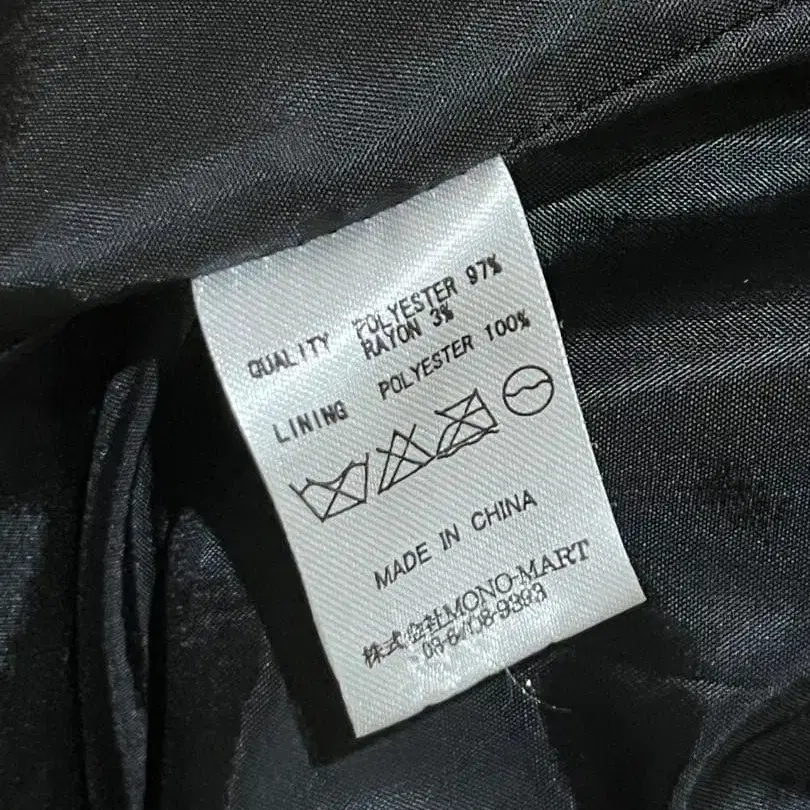 QUALITY POLYESTER 97%
RAYON 3%
LINING POLYESTER 100%
MADE IN CHINA
株式会社MONO-MART